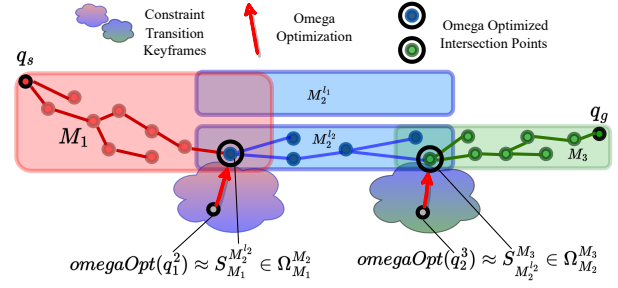 Constraint
Transition
Keyframes
Omega
Optimization
Omega Optimized
Intersection Points
q_s
M_1
M_2^{l_1}
M_2^{l_2}
q_g
M_3
omegaOpt(q_1^2) ≈ S_{M_1}^{M_2^{l_2}} ∈ Ω_{M_1}^{M_2}
omegaOpt(q_2^3) ≈ S_{M_2^{l_2}}^{M_3} ∈ Ω_{M_2}^{M_3}